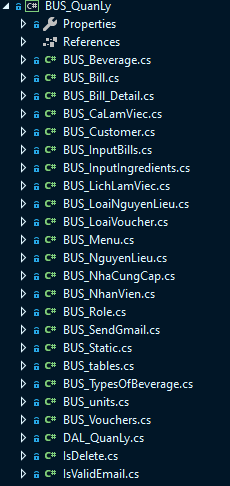 C# BUS_QuanLy
Properties
References
C# BUS_Beverage.cs
C# BUS_Bill.cs
C# BUS_Bill_Detail.cs
C# BUS_CaLamViec.cs
C# BUS_Customer.cs
C# BUS_InputBills.cs
C# BUS_InputIngredients.cs
C# BUS_LichLamViec.cs
C# BUS_LoaiNguyenLieu.cs
C# BUS_LoaiVoucher.cs
C# BUS_Menu.cs
C# BUS_NguyenLieu.cs
C# BUS_NhaCungCap.cs
C# BUS_NhanVien.cs
C# BUS_Role.cs
C# BUS_SendGmail.cs
C# BUS_Static.cs
C# BUS_tables.cs
C# BUS_TypesOfBeverage.cs
C# BUS_units.cs
C# BUS_Vouchers.cs
C# DAL_QuanLy.cs
C# IsDelete.cs
C# IsValidEmail.cs